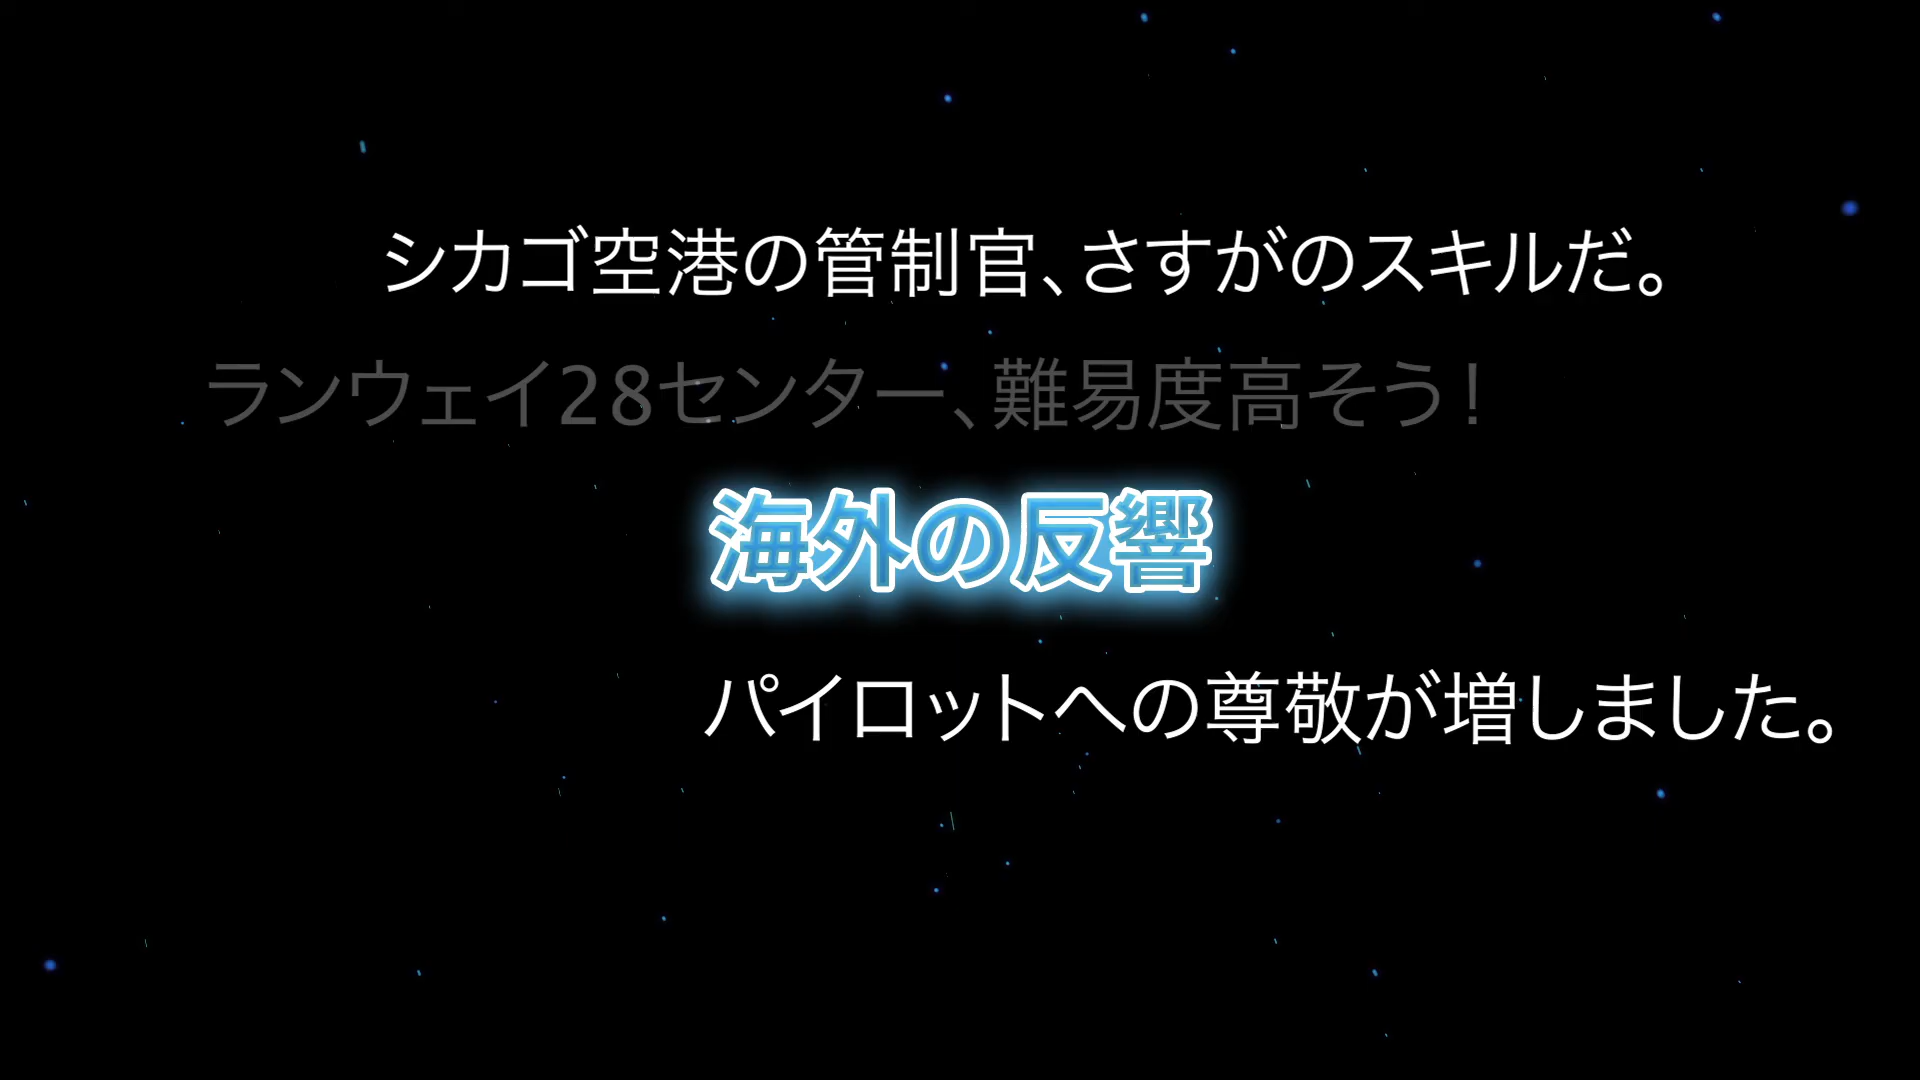 シカゴ空港の管制官、さすがのスキルだ。
ランウェイ28センター、難易度高そう！
海外の反響
パイロットへの尊敬が増しました。